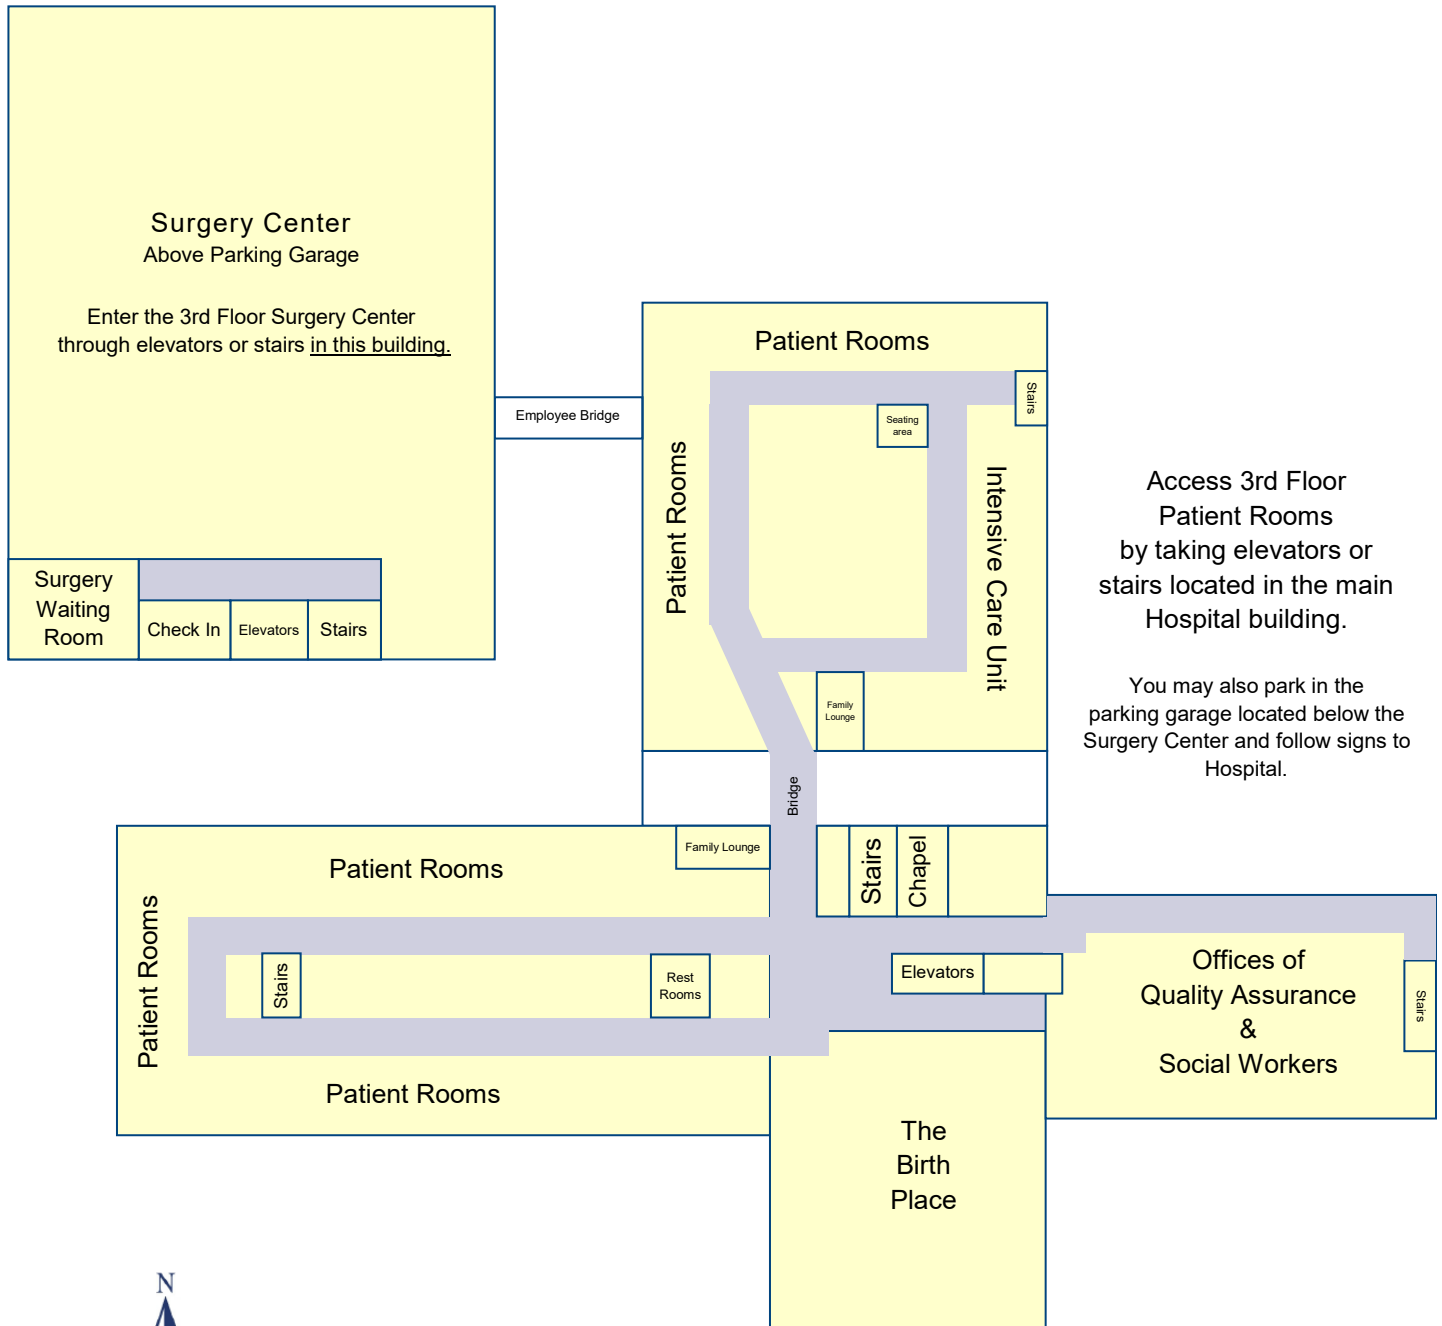 Surgery Center
Above Parking Garage
Enter the 3rd Floor Surgery Center
through elevators or stairs in this building.
Employee Bridge
Patient Rooms
Stairs
Seating
area
Patient Rooms
Intensive Care Unit
Access 3rd Floor
Patient Rooms
by taking elevators or
stairs located in the main
Hospital building.
You may also park in the
parking garage located below the
Surgery Center and follow signs to
Hospital.
Surgery
Waiting
Room
Check In
Elevators
Stairs
Family
Lounge
Bridge
Family Lounge
Stairs
Chapel
Patient Rooms
Patient Rooms
Stairs
Rest
Rooms
Elevators
Offices of
Quality Assurance
&
Social Workers
Stairs
Patient Rooms
The
Birth
Place
N